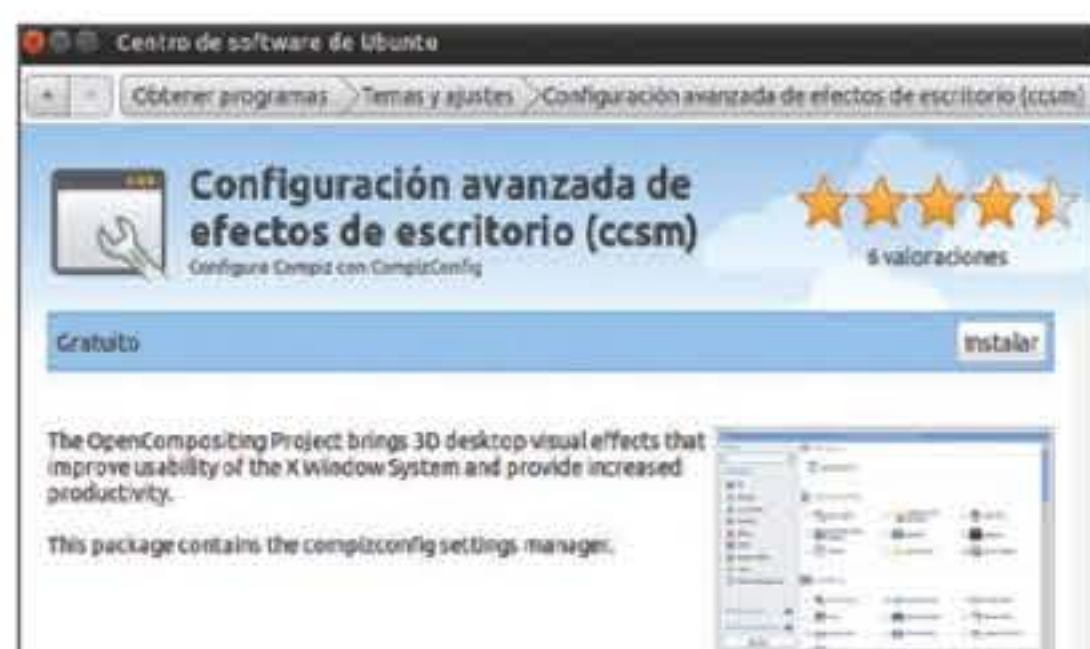 Centro de software de Ubuntu
Obtener programas
Temas y ajustes
Configuración avanzada de efectos de escritorio (ccsm)
Configuración avanzada de
efectos de escritorio (ccsm)
Configure Compiz con CompizConfig
6 valoraciones
Gratuito
Instalar
The OpenCompositing Project brings 3D desktop visual effects that
improve usability of the X Window System and provide increased
productivity.
This package contains the compizconfig settings manager.